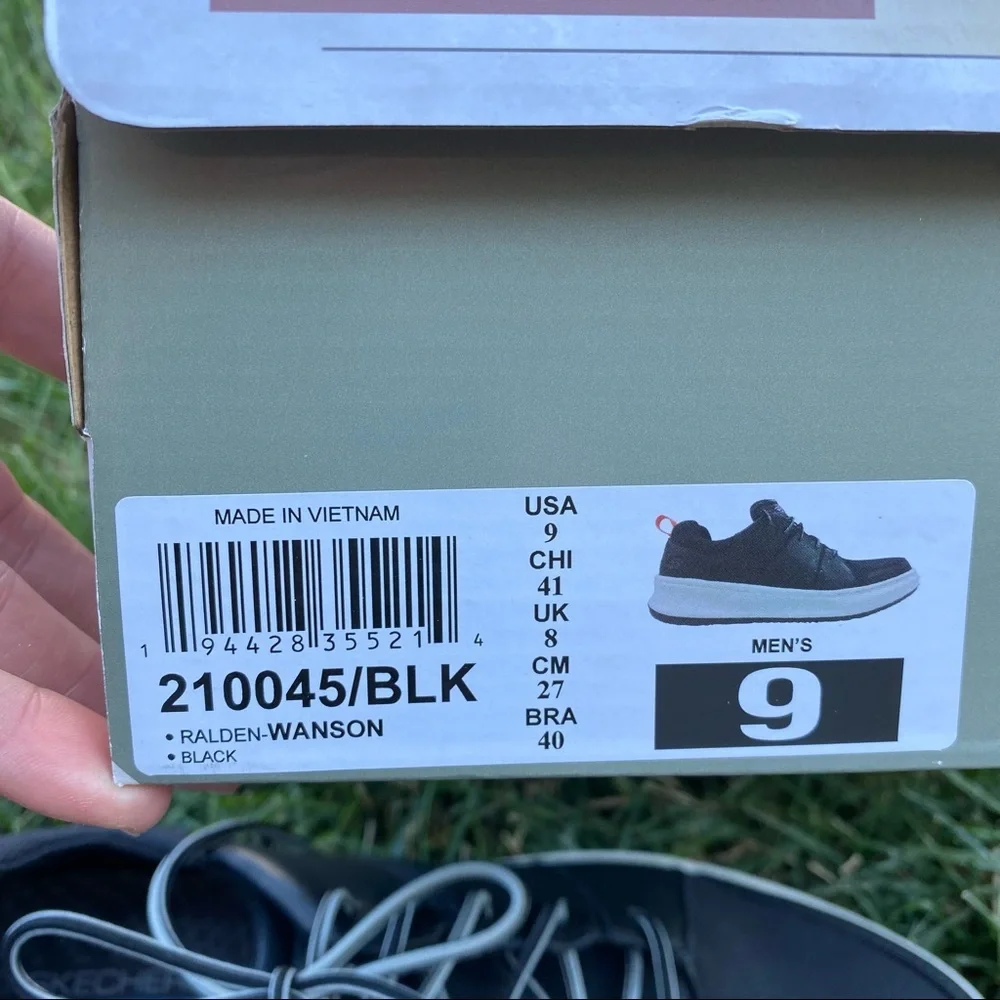 MADE IN VIETNAM
1 94428 35521 4
210045/BLK
• RALDEN-WANSON
• BLACK
USA
9
CHI
41
UK
8
CM
27
BRA
40
MEN'S
9
SKECHERS